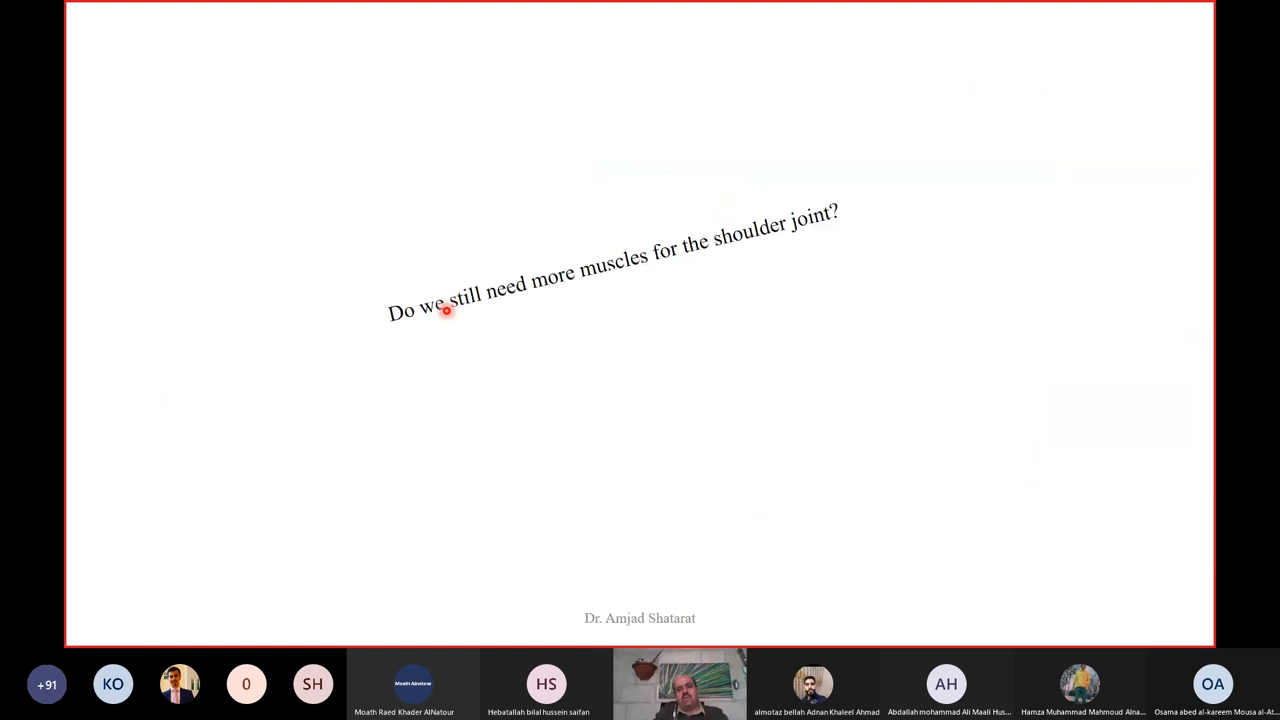 Do we still need more muscles for the shoulder joint?
Dr. Amjad Shatarat
+91
KO
O
SH
Moath Alnatour
Moath Raed Khader AlNatour
HS
Hebatallah bilal hussein saifan
almotaz bellah Adnan Khaleel Ahmad
AH
Abdallah mohammad Ali Maali Hus...
Hamza Muhammad Mahmoud Alna...
OA
Osama abed al-kareem Mousa al-At...